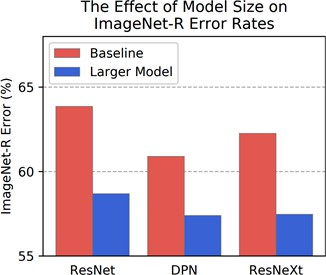 The Effect of Model Size on
ImageNet-R Error Rates
Baseline
Larger Model
ImageNet-R Error (%)
65
60
55
ResNet DPN ResNeXt